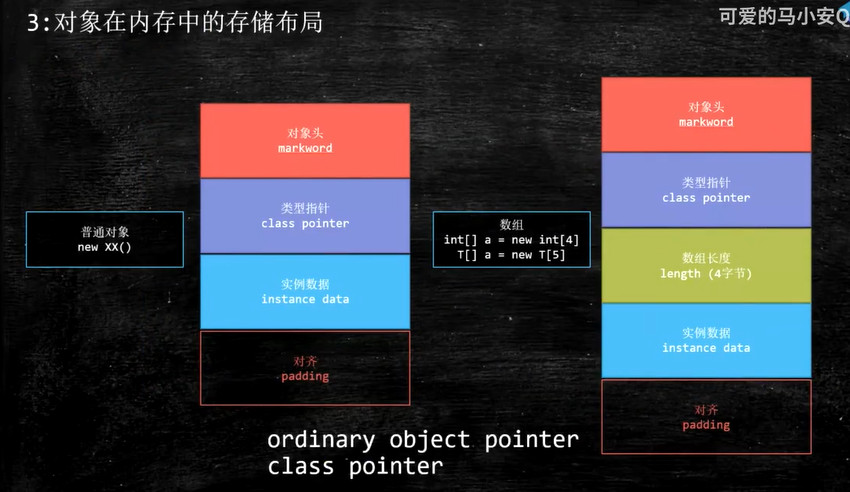 3:对象在内存中的存储布局
可爱的马小安Q
普通对象
new XX()
对象头
markword
类型指针
class pointer
实例数据
instance data
对齐
padding
数组
int[] a = new int[4]
T[] a = new T[5]
对象头
markword
类型指针
class pointer
数组长度
length (4字节)
实例数据
instance data
对齐
padding
ordinary object pointer
class pointer